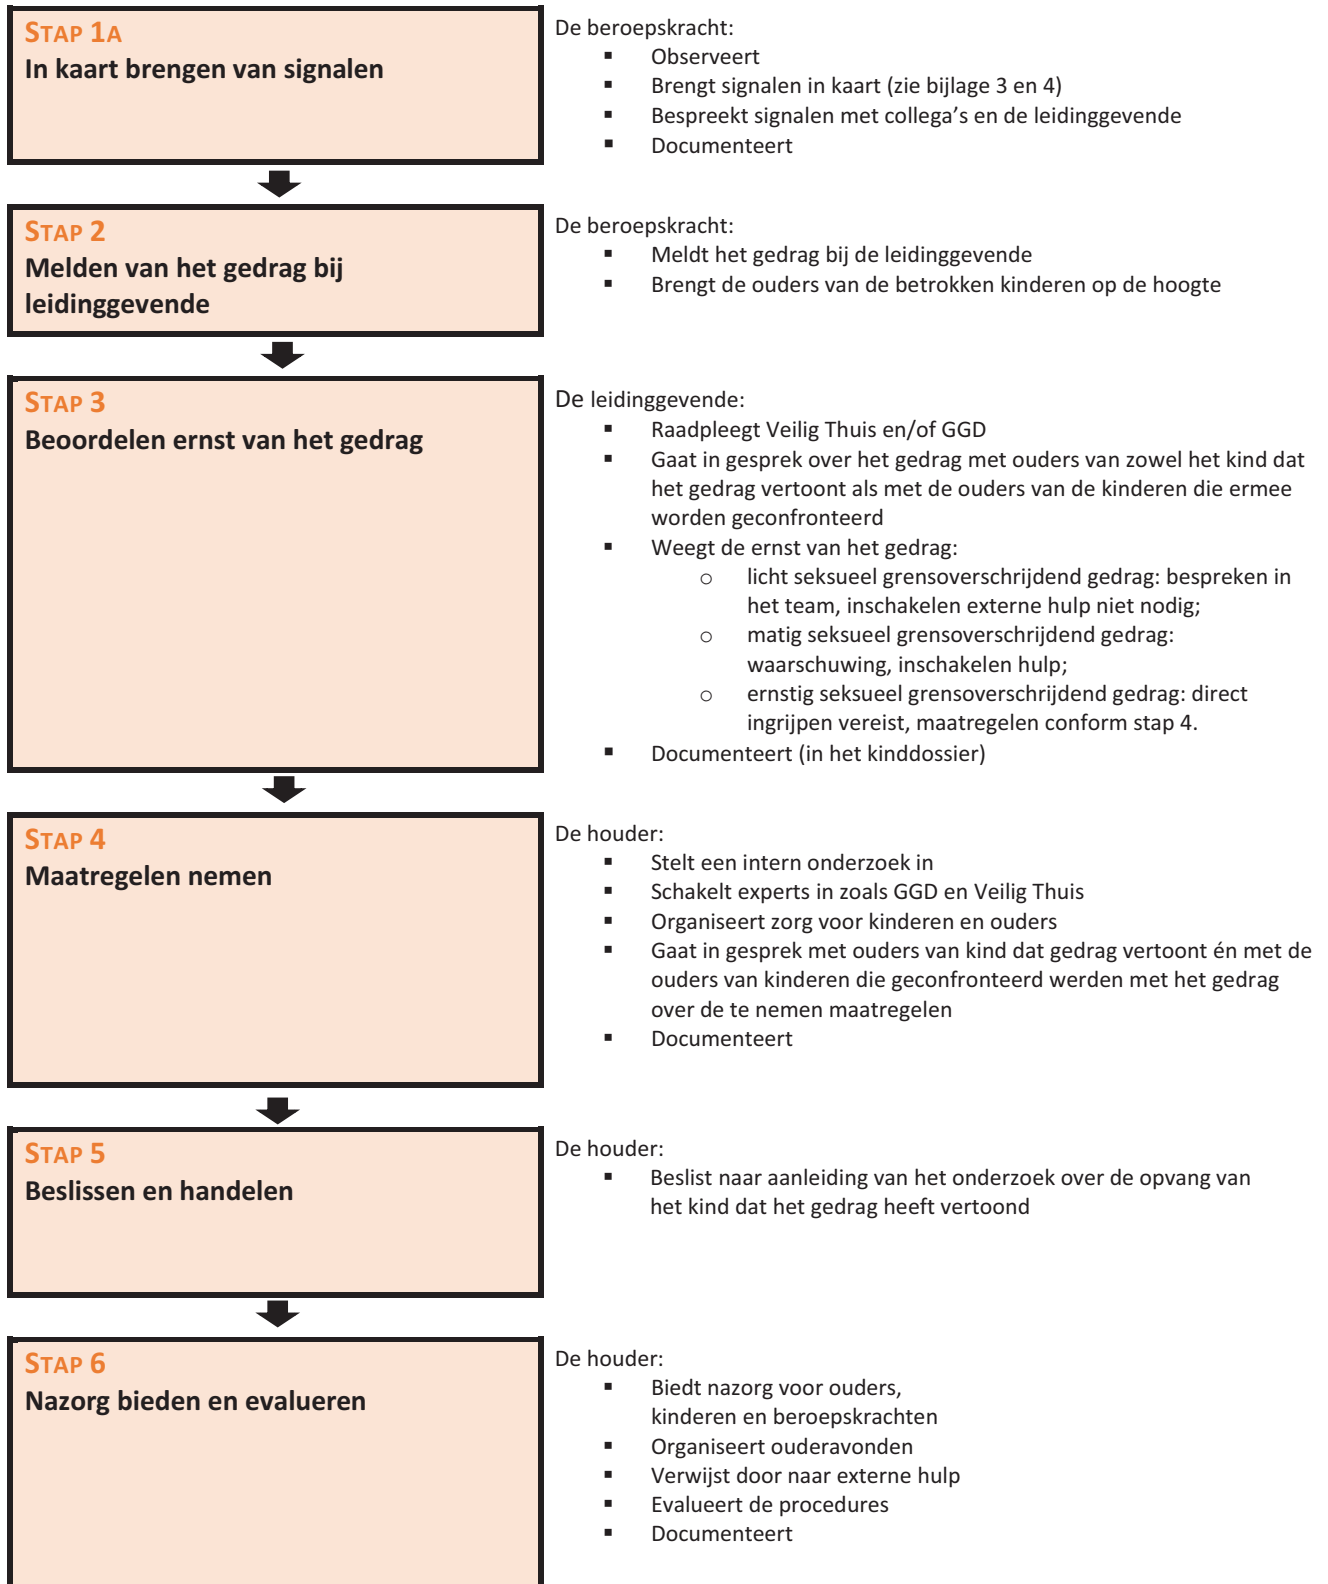 STAP 1A
In kaart brengen van signalen
De beroepskracht:
▪ Observeert
▪ Brengt signalen in kaart (zie bijlage 3 en 4)
▪ Bespreekt signalen met collega's en de leidinggevende
▪ Documenteert
STAP 2
Melden van het gedrag bij
leidinggevende
De beroepskracht:
▪ Meldt het gedrag bij de leidinggevende
▪ Brengt de ouders van de betrokken kinderen op de hoogte
STAP 3
Beoordelen ernst van het gedrag
De leidinggevende:
▪ Raadpleegt Veilig Thuis en/of GGD
▪ Gaat in gesprek over het gedrag met ouders van zowel het kind dat
het gedrag vertoont als met de ouders van de kinderen die ermee
worden geconfronteerd
▪ Weegt de ernst van het gedrag:
o licht seksueel grensoverschrijdend gedrag: bespreken in
het team, inschakelen externe hulp niet nodig;
o matig seksueel grensoverschrijdend gedrag:
waarschuwing, inschakelen hulp;
o ernstig seksueel grensoverschrijdend gedrag: direct
ingrijpen vereist, maatregelen conform stap 4.
▪ Documenteert (in het kinddossier)
STAP 4
Maatregelen nemen
De houder:
▪ Stelt een intern onderzoek in
▪ Schakelt experts in zoals GGD en Veilig Thuis
▪ Organiseert zorg voor kinderen en ouders
▪ Gaat in gesprek met ouders van kind dat gedrag vertoont én met de
ouders van kinderen die geconfronteerd werden met het gedrag
over de te nemen maatregelen
▪ Documenteert
STAP 5
Beslissen en handelen
De houder:
▪ Beslist naar aanleiding van het onderzoek over de opvang van
het kind dat het gedrag heeft vertoond
STAP 6
Nazorg bieden en evalueren
De houder:
▪ Biedt nazorg voor ouders,
kinderen en beroepskrachten
▪ Organiseert ouderavonden
▪ Verwijst door naar externe hulp
▪ Evalueert de procedures
▪ Documenteert